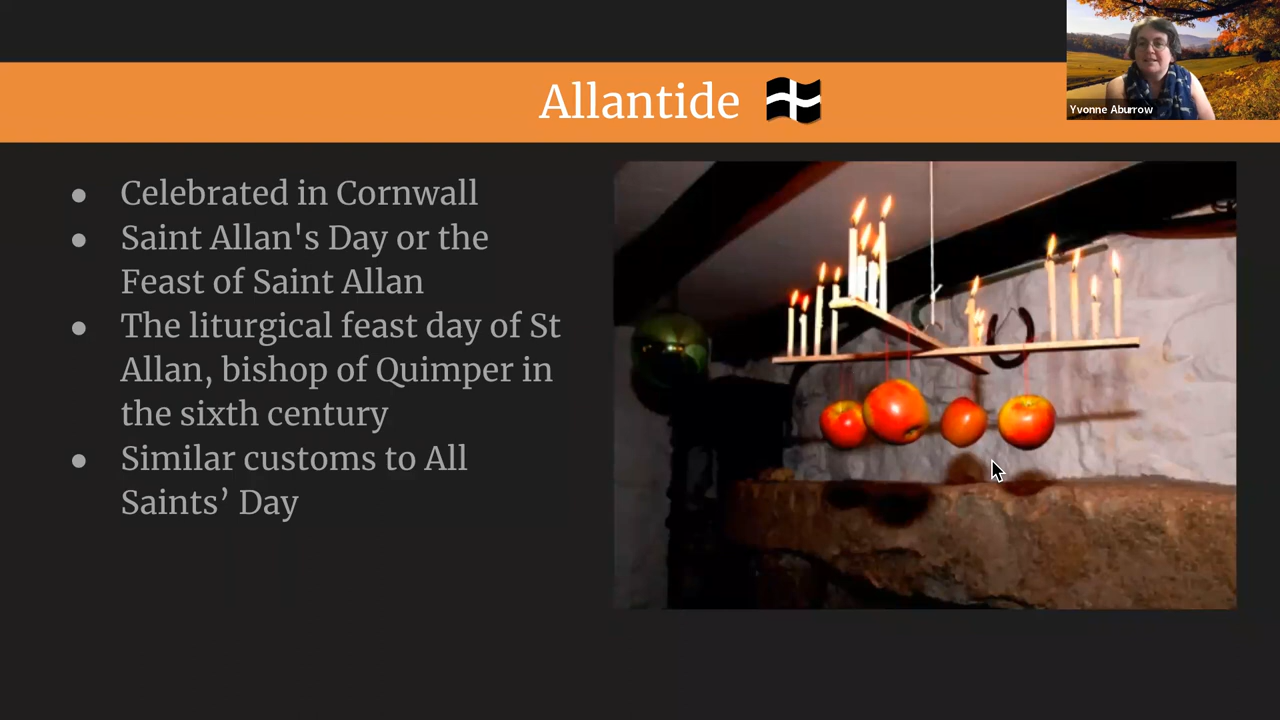 Allantide
Yvonne Aburrow
● Celebrated in Cornwall
● Saint Allan's Day or the
Feast of Saint Allan
● The liturgical feast day of St
Allan, bishop of Quimper in
the sixth century
● Similar customs to All
Saints’ Day